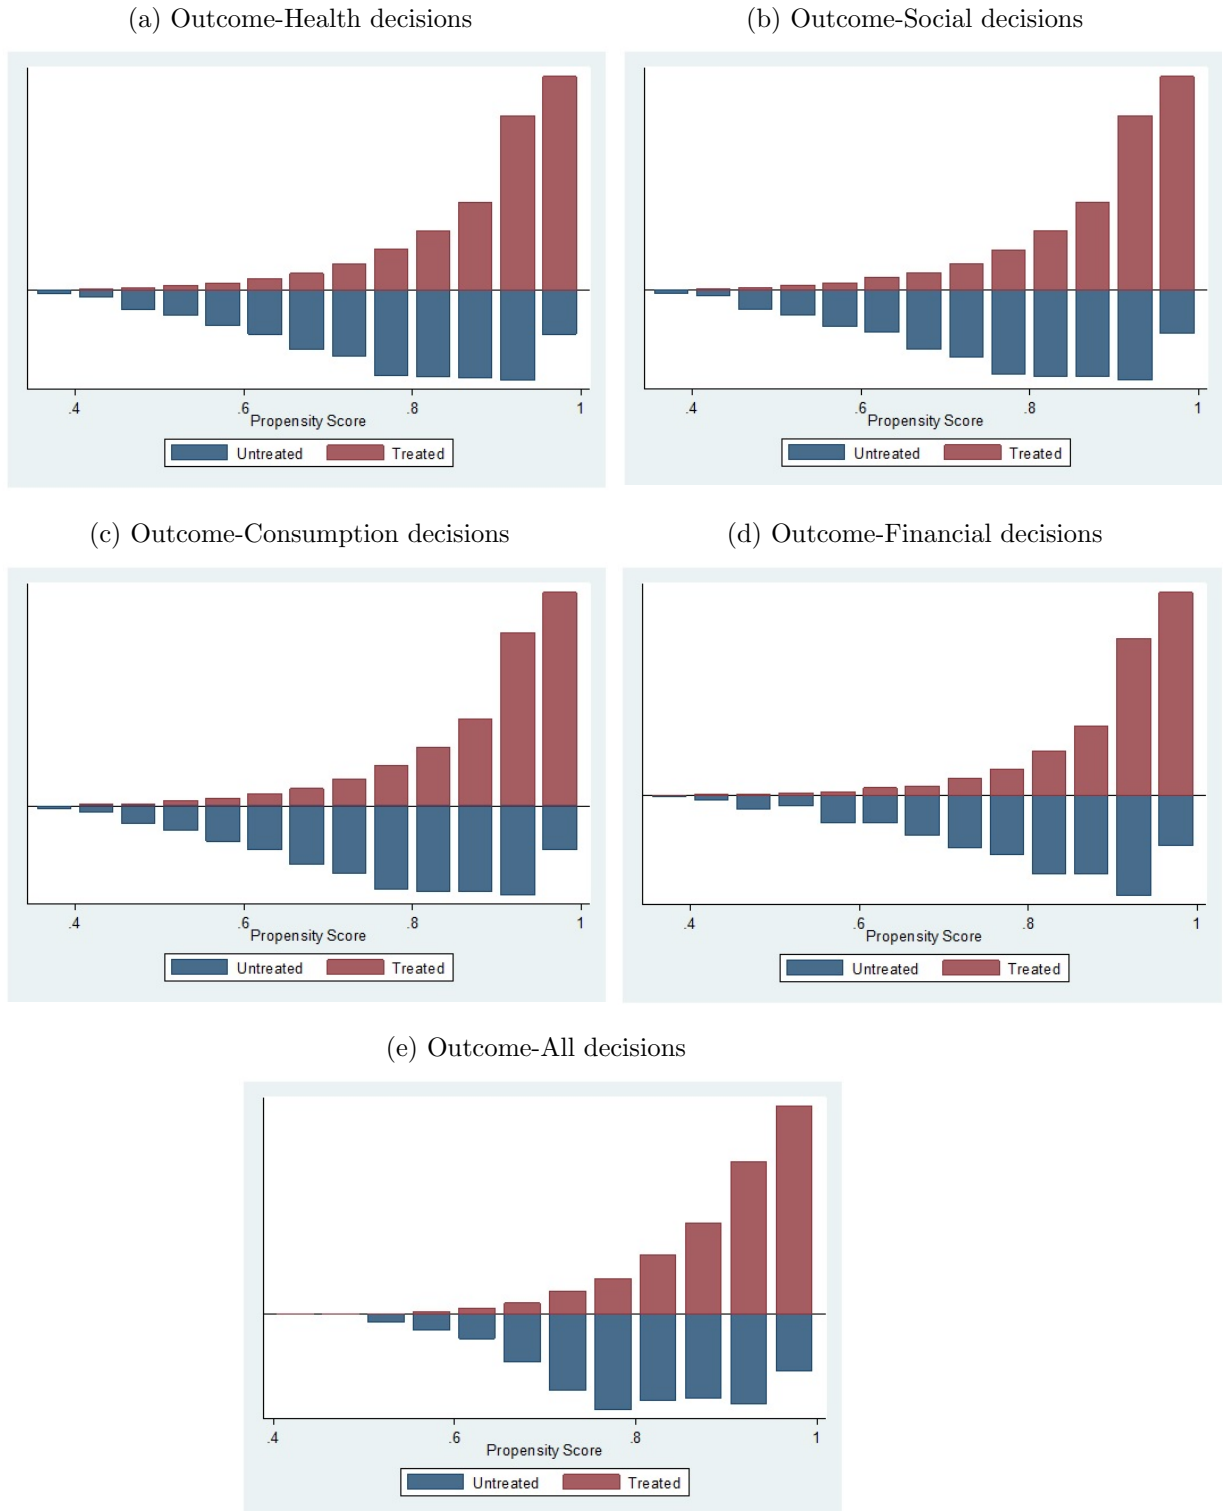 (a) Outcome-Health decisions
.4 .6 .8 1
Propensity Score
Untreated Treated
(b) Outcome-Social decisions
.4 .6 .8 1
Propensity Score
Untreated Treated
(c) Outcome-Consumption decisions
.4 .6 .8 1
Propensity Score
Untreated Treated
(d) Outcome-Financial decisions
.4 .6 .8 1
Propensity Score
Untreated Treated
(e) Outcome-All decisions
.4 .6 .8 1
Propensity Score
Untreated Treated